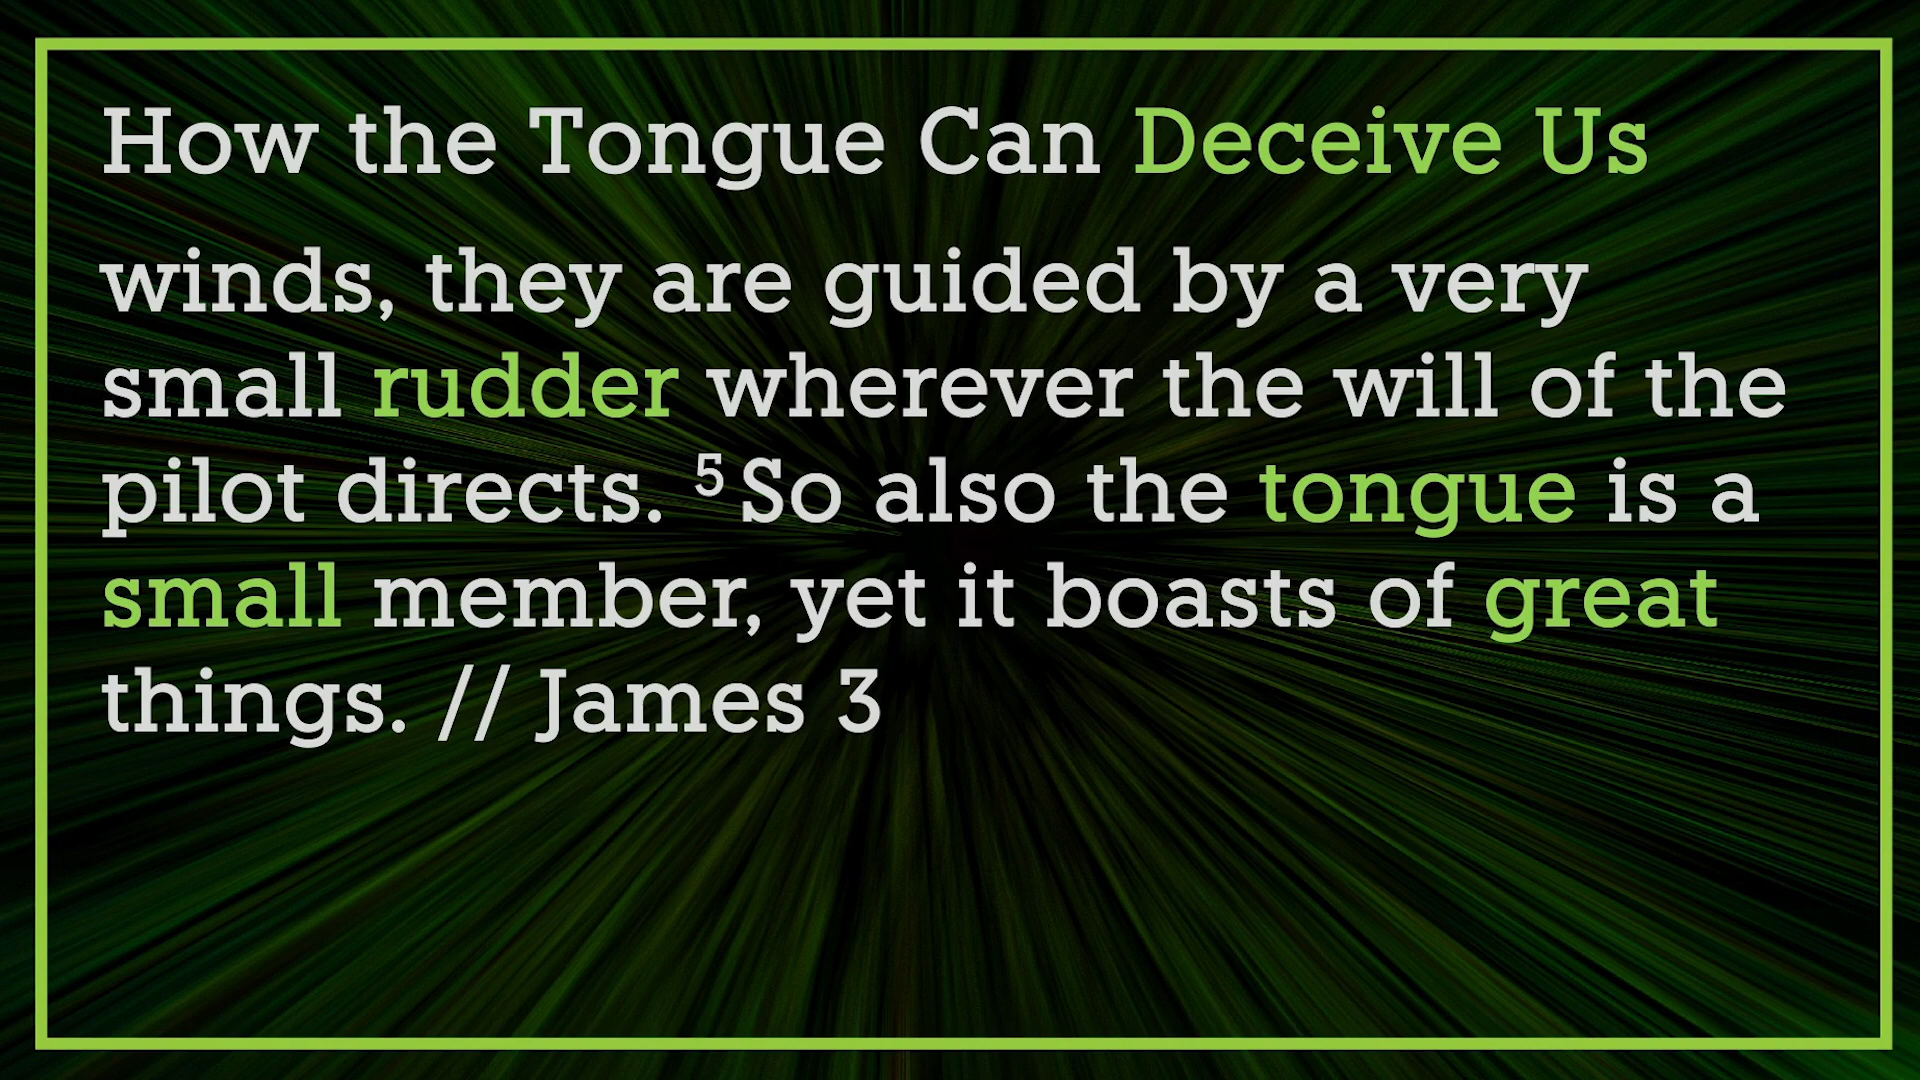 How the Tongue Can Deceive Us
winds, they are guided by a very
small rudder wherever the will of the
pilot directs. ⁵ So also the tongue is a
small member, yet it boasts of great
things. // James 3